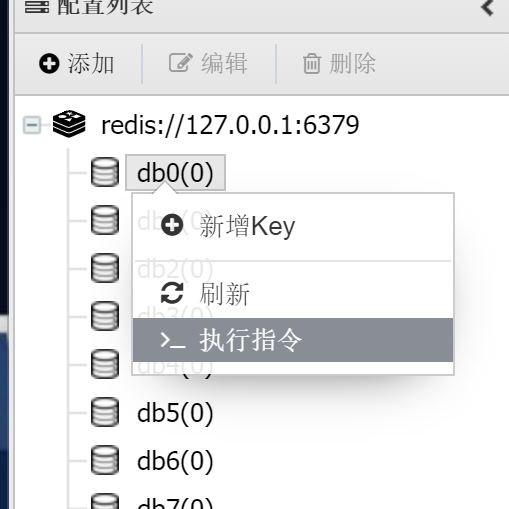 配置列表
添加 编辑 删除
redis://127.0.0.1:6379
db0(0)
新增Key
db2(0)
刷新
db3(0)
执行指令
db4(0)
db5(0)
db6(0)
db7(0)